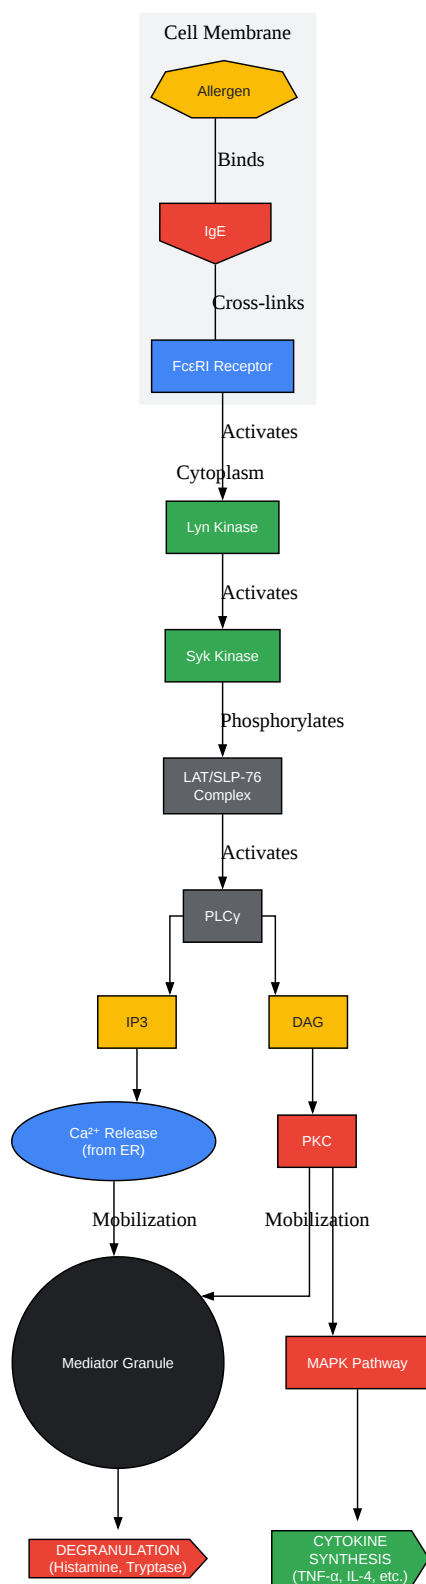 Cell Membrane
Allergen
Binds
IgE
Cross-links
FcεRI Receptor
Activates
Cytoplasm
Lyn Kinase
Activates
Syk Kinase
Phosphorylates
LAT/SLP-76
Complex
Activates
PLCγ
IP3
DAG
Ca²⁺ Release
(from ER)
PKC
Mobilization
Mobilization
Mediator Granule
MAPK Pathway
DEGRANULATION
(Histamine, Tryptase)
CYTOKINE
SYNTHESIS
(TNF-α, IL-4, etc.)